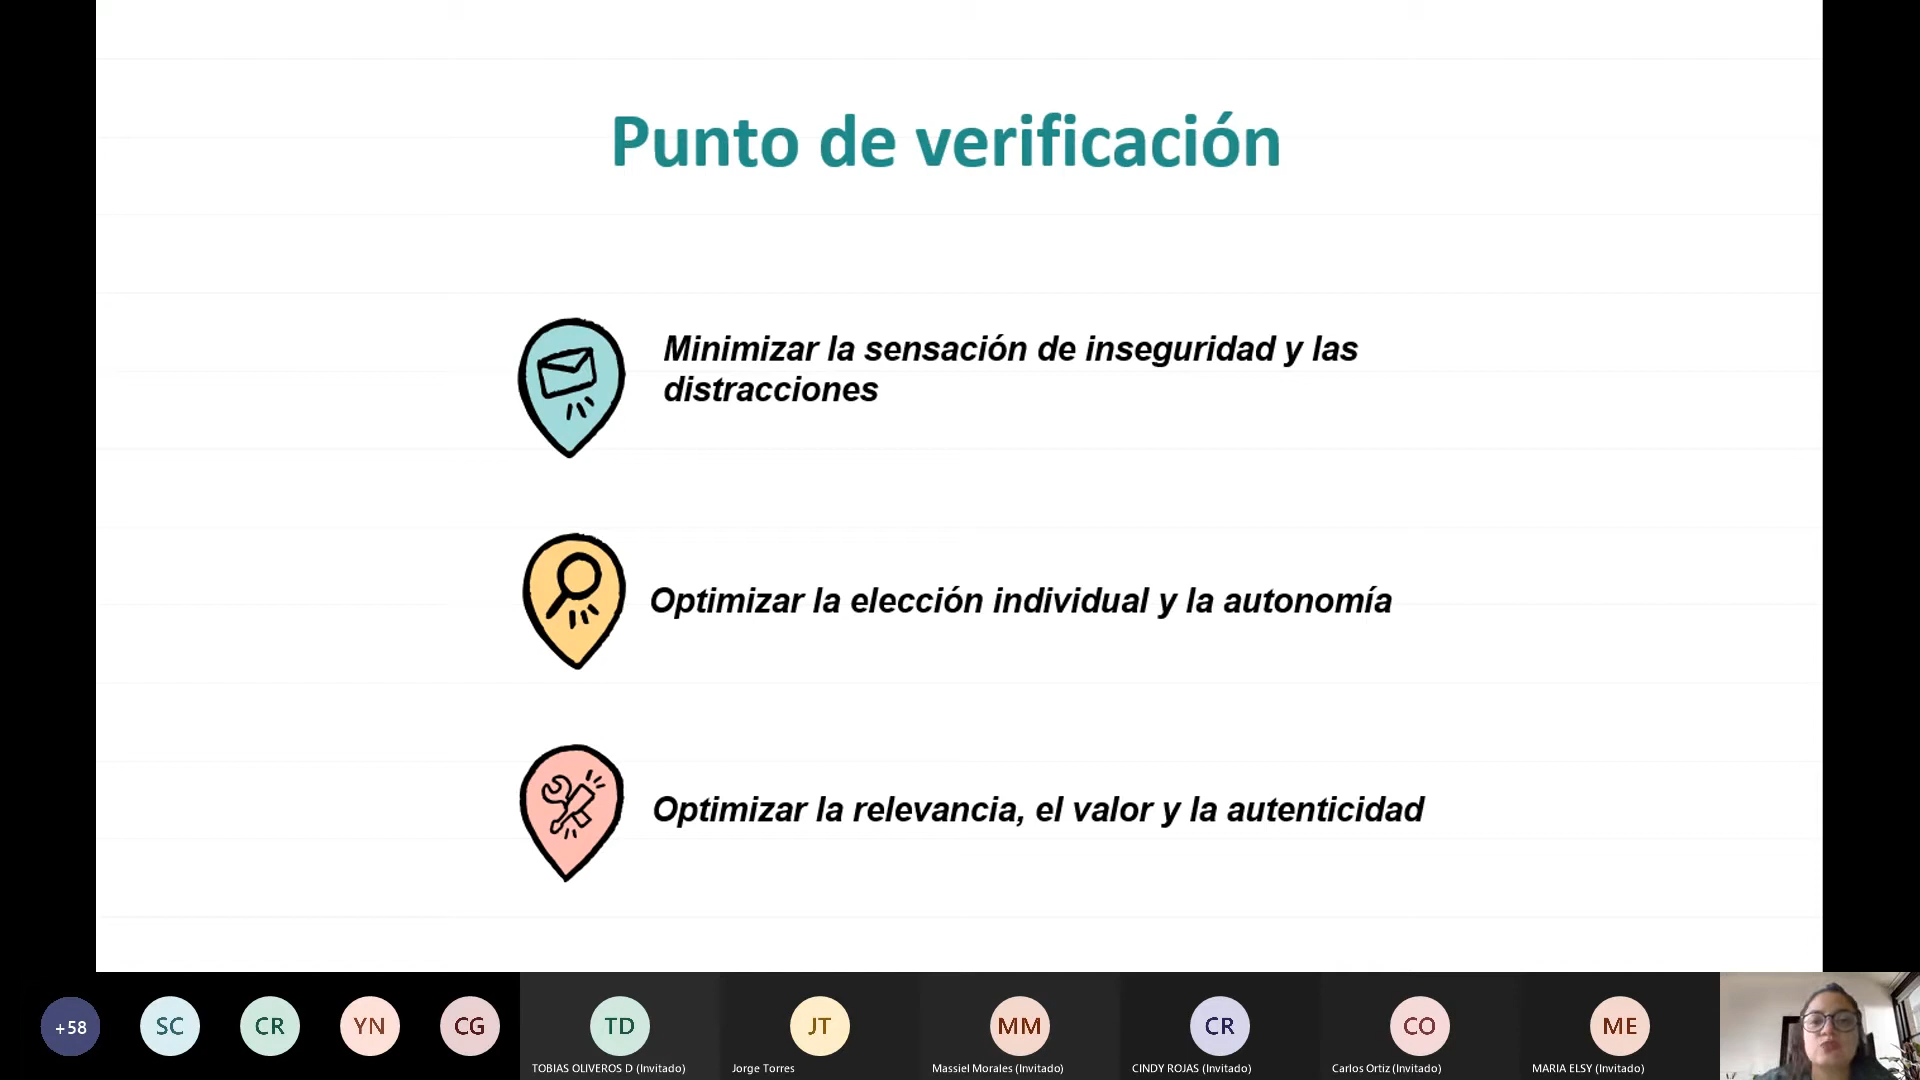 Punto de verificación
Minimizar la sensación de inseguridad y las
distracciones
Optimizar la elección individual y la autonomía
Optimizar la relevancia, el valor y la autenticidad
+58
SC
CR
YN
CG
TD
JT
MM
CR
CO
ME
TOBIAS OLIVEROS D (Invitado)
Jorge Torres
Massiel Morales (Invitado)
CINDY ROJAS (Invitado)
Carlos Ortiz (Invitado)
MARIA ELSY (Invitado)